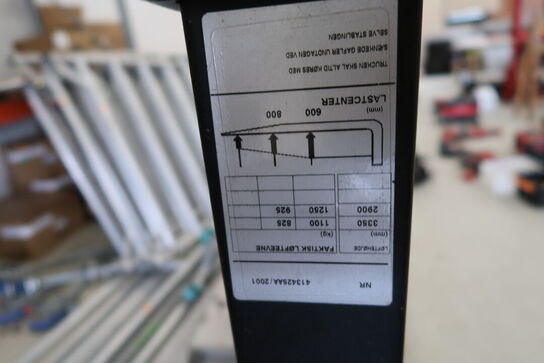 NR 413425AA/2001
LØFTEHØJDE FAKTISK LØFTEEVNE
(mm) (kg)
3350 1100 825
2900 1250 925
600 800
(mm) LASTCENTER
TRUCKEN SKAL ALTID KØRES MED
SÆNKEDE GAFLER UNDTAGEN VED
SELVE STABLINGEN